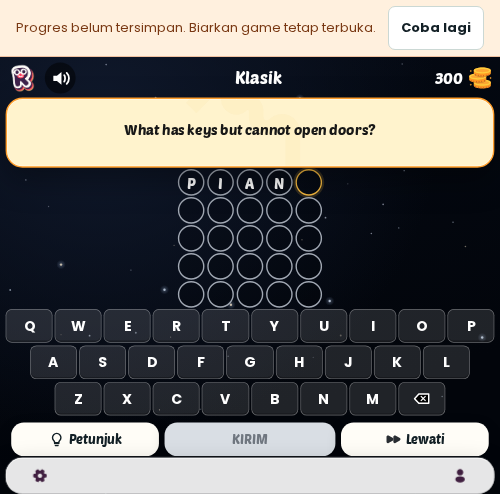 Progres belum tersimpan. Biarkan game tetap terbuka.
Coba lagi
Klasik
300
What has keys but cannot open doors?
P I A N
Q W E R T Y U I O P
A S D F G H J K L
Z X C V B N M
Petunjuk
KIRIM
Lewati